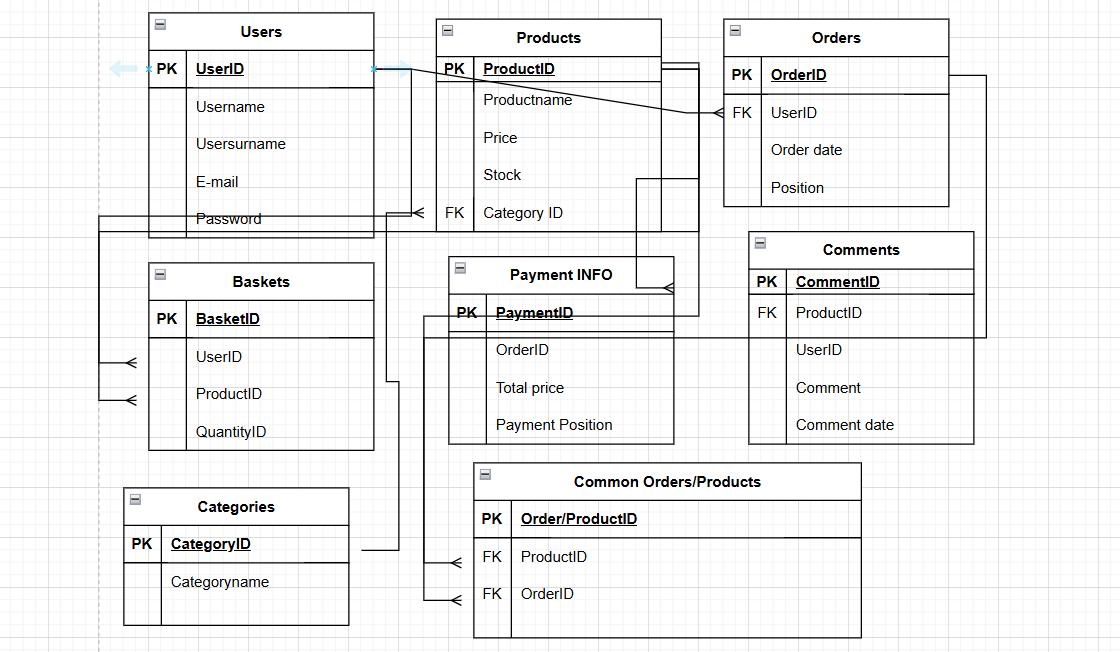 Users
PK UserID
Username
Usersurname
E-mail
Password
Products
PK ProductID
Productname
Price
Stock
FK Category ID
Orders
PK OrderID
FK UserID
Order date
Position
Baskets
PK BasketID
UserID
ProductID
QuantityID
Payment INFO
PK PaymentID
OrderID
Total price
Payment Position
Comments
PK CommentID
FK ProductID
UserID
Comment
Comment date
Categories
PK CategoryID
Categoryname
Common Orders/Products
PK Order/ProductID
FK ProductID
FK OrderID